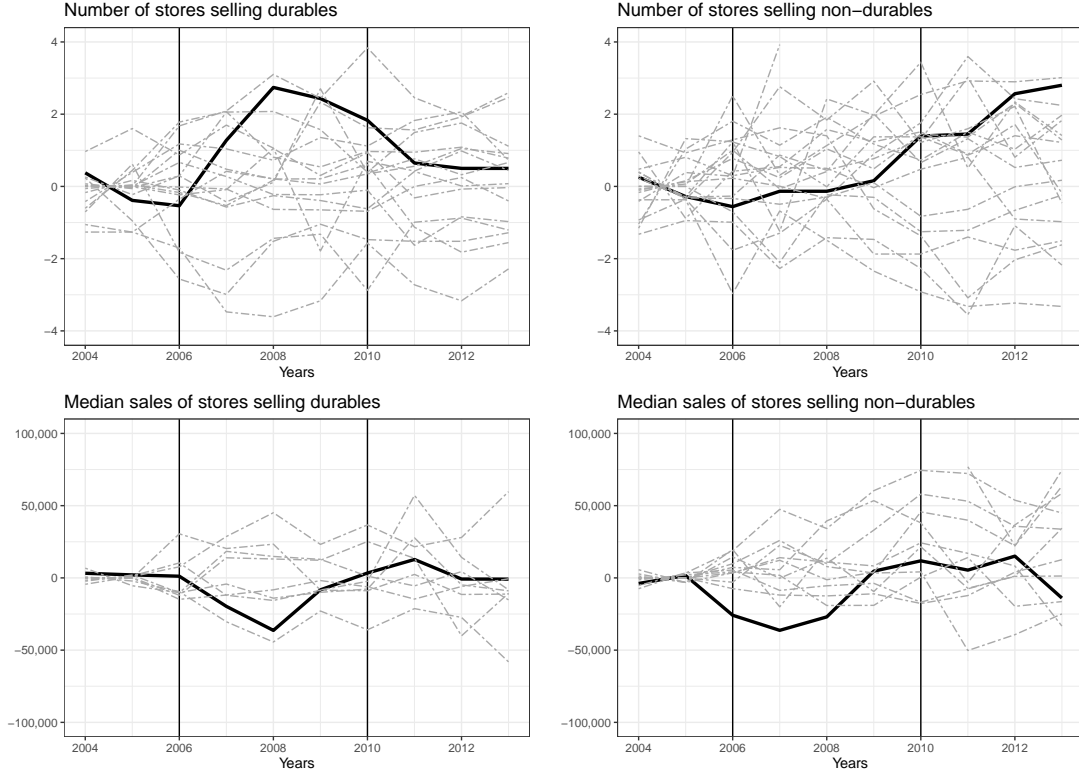 Number of stores selling durables
4
2
0
−2
−4
2004 2006 2008 2010 2012
Years
Number of stores selling non−durables
4
2
0
−2
−4
2004 2006 2008 2010 2012
Years
Median sales of stores selling durables
100,000
50,000
0
−50,000
−100,000
2004 2006 2008 2010 2012
Years
Median sales of stores selling non−durables
100,000
50,000
0
−50,000
−100,000
2004 2006 2008 2010 2012
Years